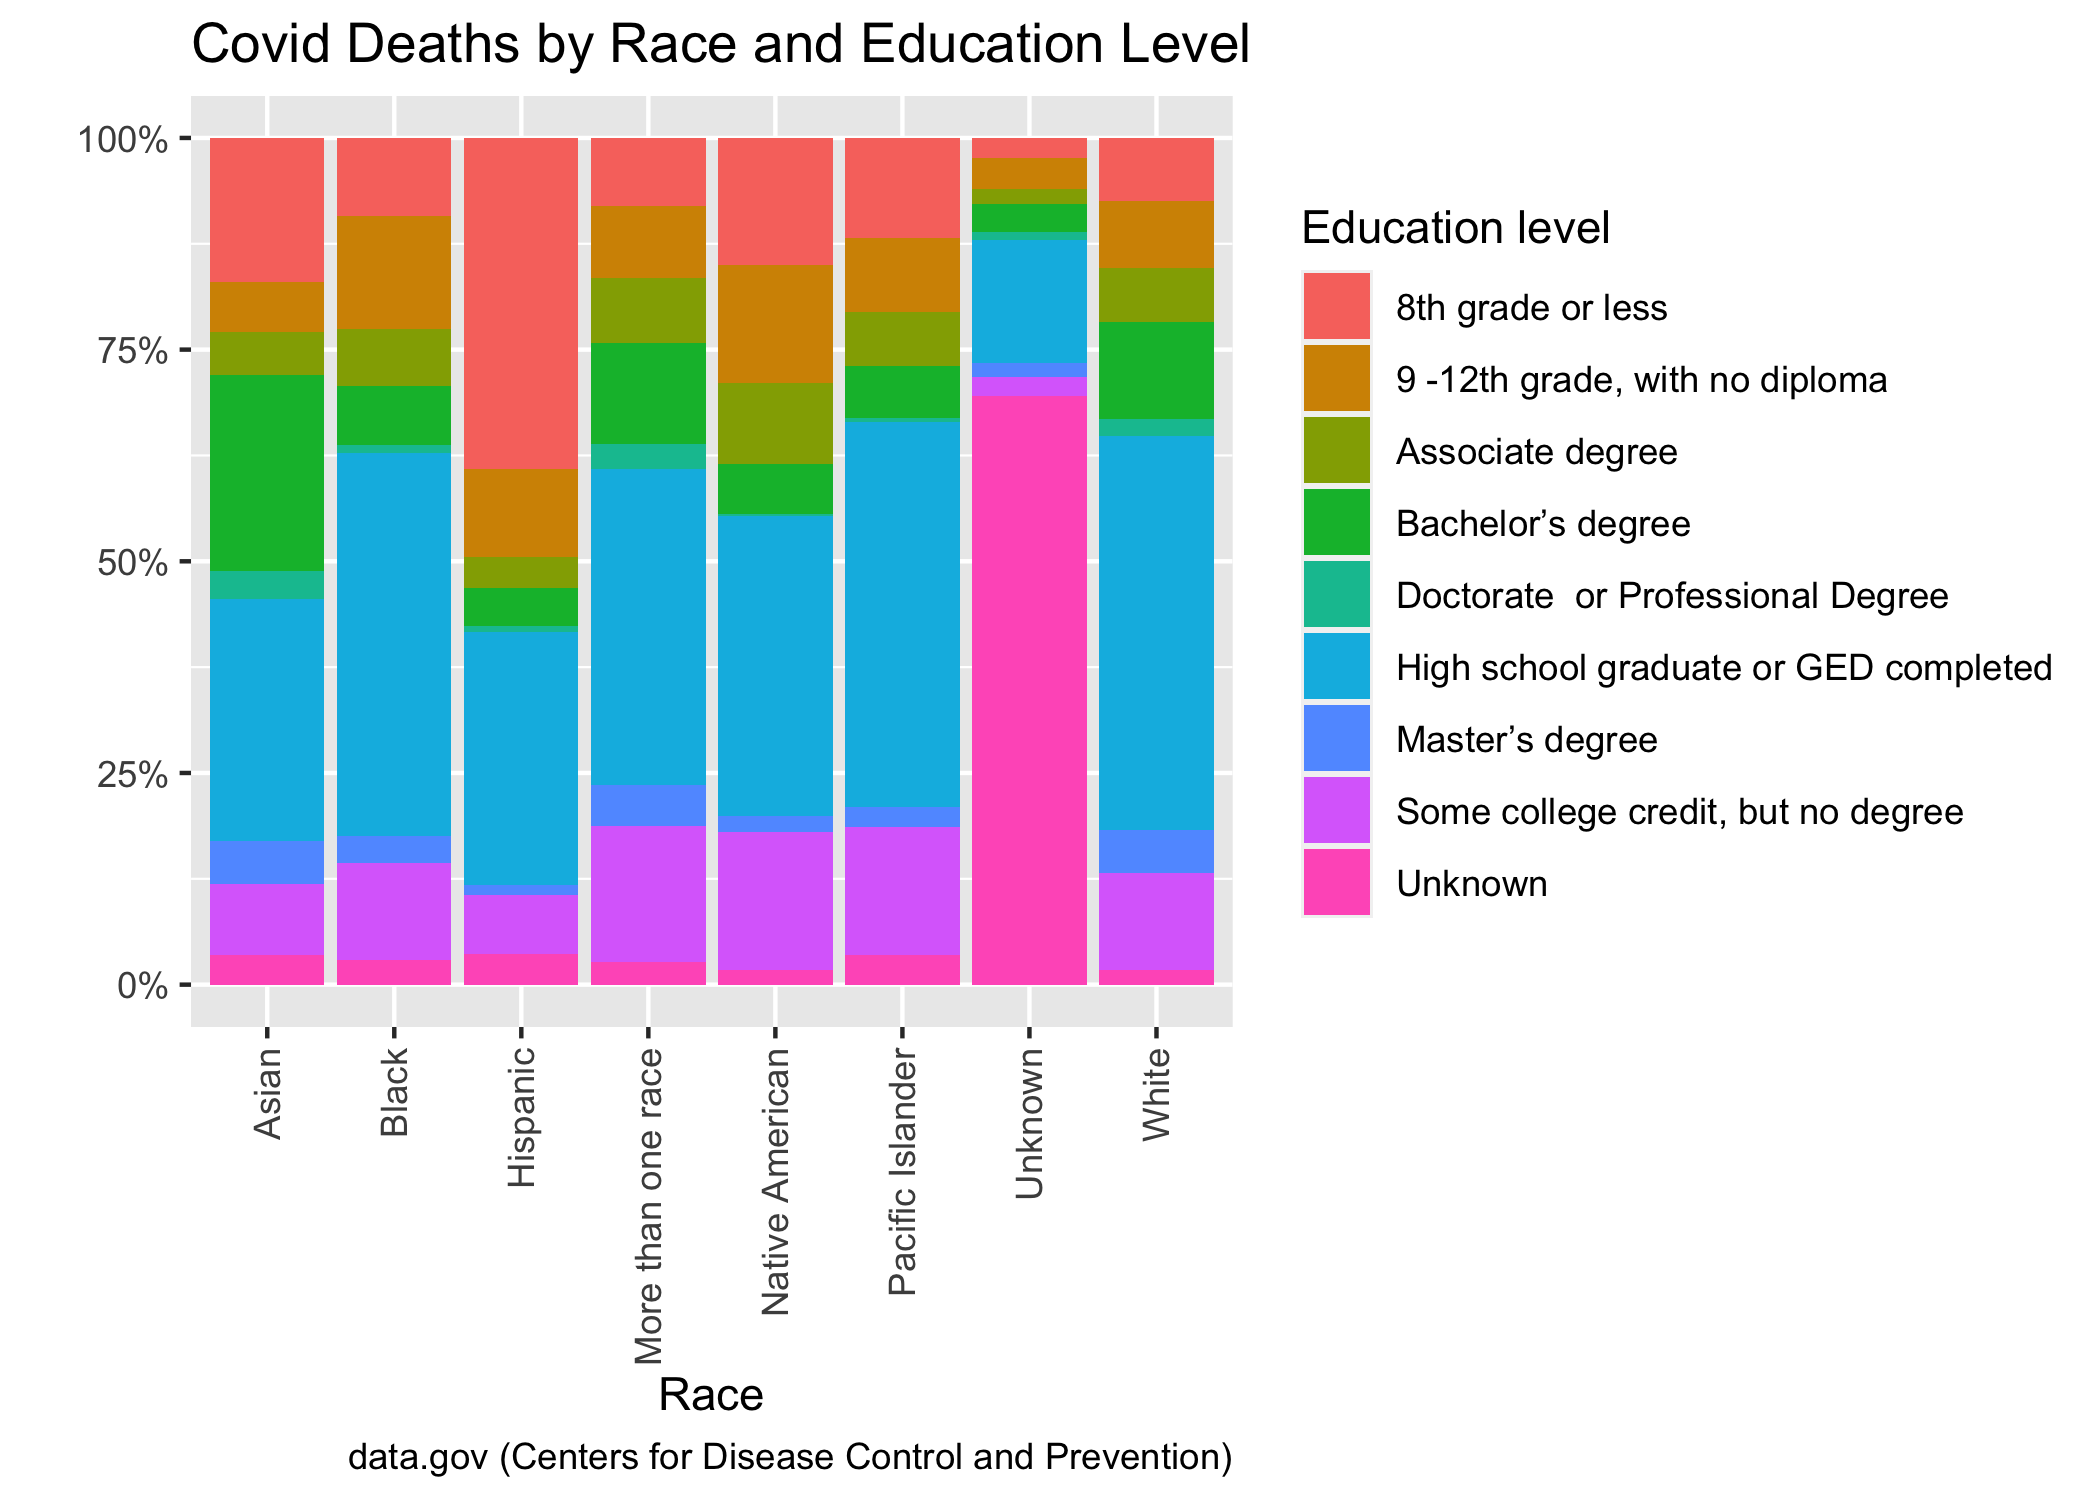 Covid Deaths by Race and Education Level
100%
75%
50%
25%
0%
Asian
Black
Hispanic
More than one race
Native American
Pacific Islander
Unknown
White
Race
data.gov (Centers for Disease Control and Prevention)
Education level
8th grade or less
9 -12th grade, with no diploma
Associate degree
Bachelor’s degree
Doctorate  or Professional Degree
High school graduate or GED completed
Master’s degree
Some college credit, but no degree
Unknown